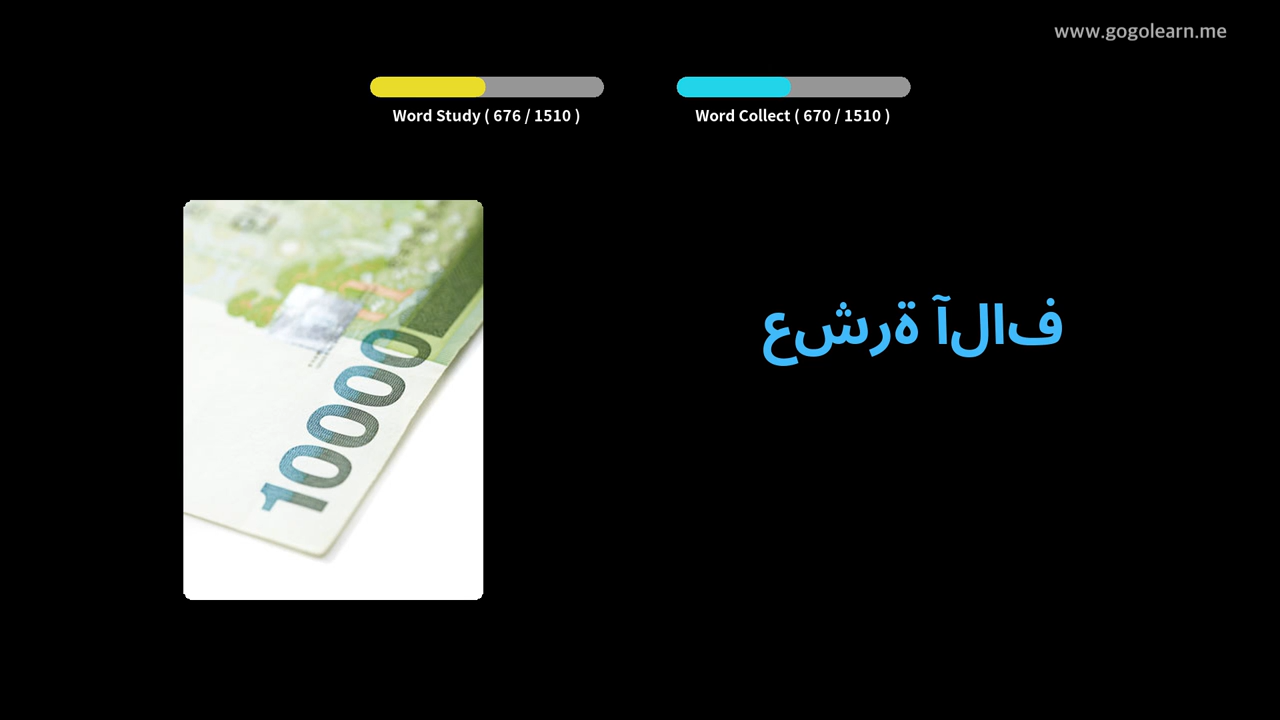 www.gogolearn.me
Word Study ( 676 / 1510 )
Word Collect ( 670 / 1510 )
عشرة آلاف
10000